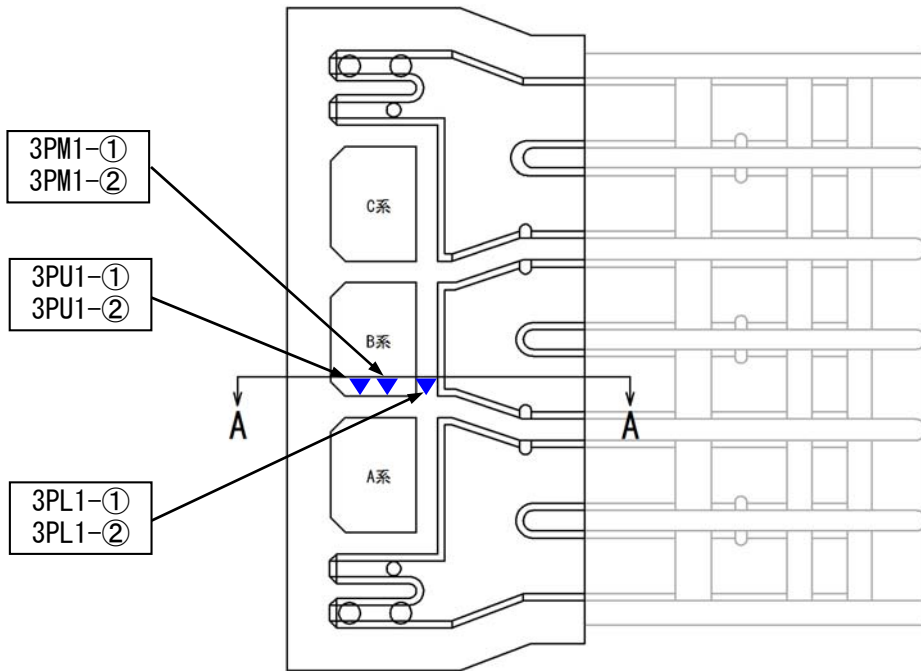 3PM1-①
3PM1-②
C系
3PU1-①
3PU1-②
B系
A
A
A系
3PL1-①
3PL1-②